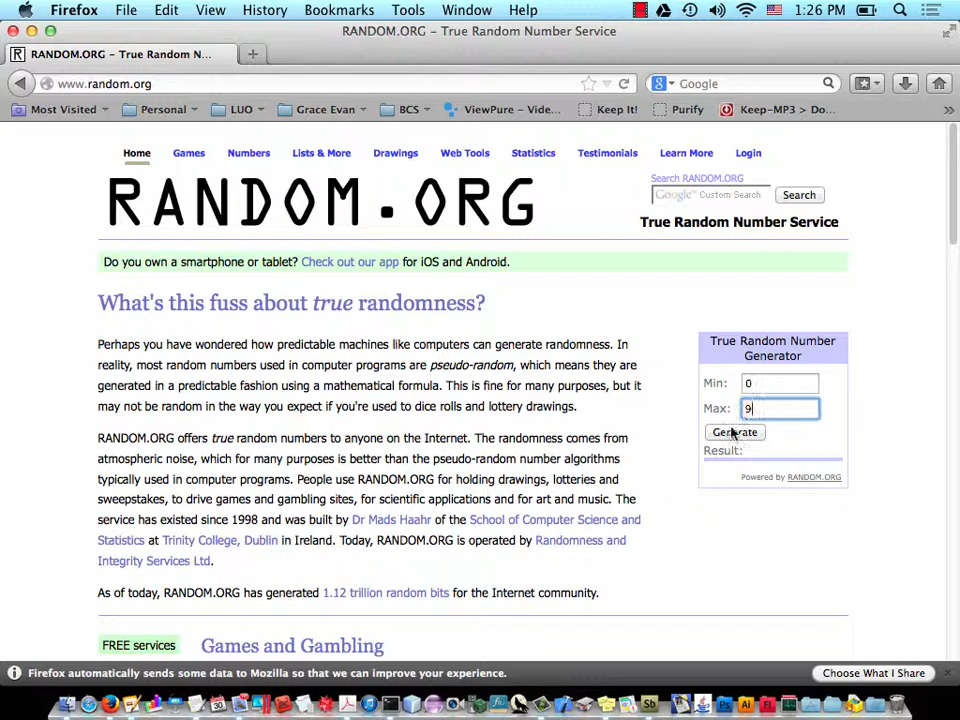 Firefox File Edit View History Bookmarks Tools Window Help 1:26 PM
RANDOM.ORG - True Random Number Service
RANDOM.ORG - True Random N...
www.random.org Google
Most Visited Personal LUO Grace Evan BCS ViewPure - Vide... Keep It! Purify Keep-MP3 > Do...
Home Games Numbers Lists & More Drawings Web Tools Statistics Testimonials Learn More Login
RANDOM.ORG
Search RANDOM.ORG
Google™ Custom Search Search
True Random Number Service
Do you own a smartphone or tablet? Check out our app for iOS and Android.
What's this fuss about true randomness?
Perhaps you have wondered how predictable machines like computers can generate randomness. In
reality, most random numbers used in computer programs are pseudo-random, which means they are
generated in a predictable fashion using a mathematical formula. This is fine for many purposes, but it
may not be random in the way you expect if you're used to dice rolls and lottery drawings.
RANDOM.ORG offers true random numbers to anyone on the Internet. The randomness comes from
atmospheric noise, which for many purposes is better than the pseudo-random number algorithms
typically used in computer programs. People use RANDOM.ORG for holding drawings, lotteries and
sweepstakes, to drive games and gambling sites, for scientific applications and for art and music. The
service has existed since 1998 and was built by Dr Mads Haahr of the School of Computer Science and
Statistics at Trinity College, Dublin in Ireland. Today, RANDOM.ORG is operated by Randomness and
Integrity Services Ltd.
As of today, RANDOM.ORG has generated 1.12 trillion random bits for the Internet community.
True Random Number
Generator
Min: 0
Max: 9
Generate
Result:
Powered by RANDOM.ORG
FREE services Games and Gambling
Firefox automatically sends some data to Mozilla so that we can improve your experience. Choose What I Share